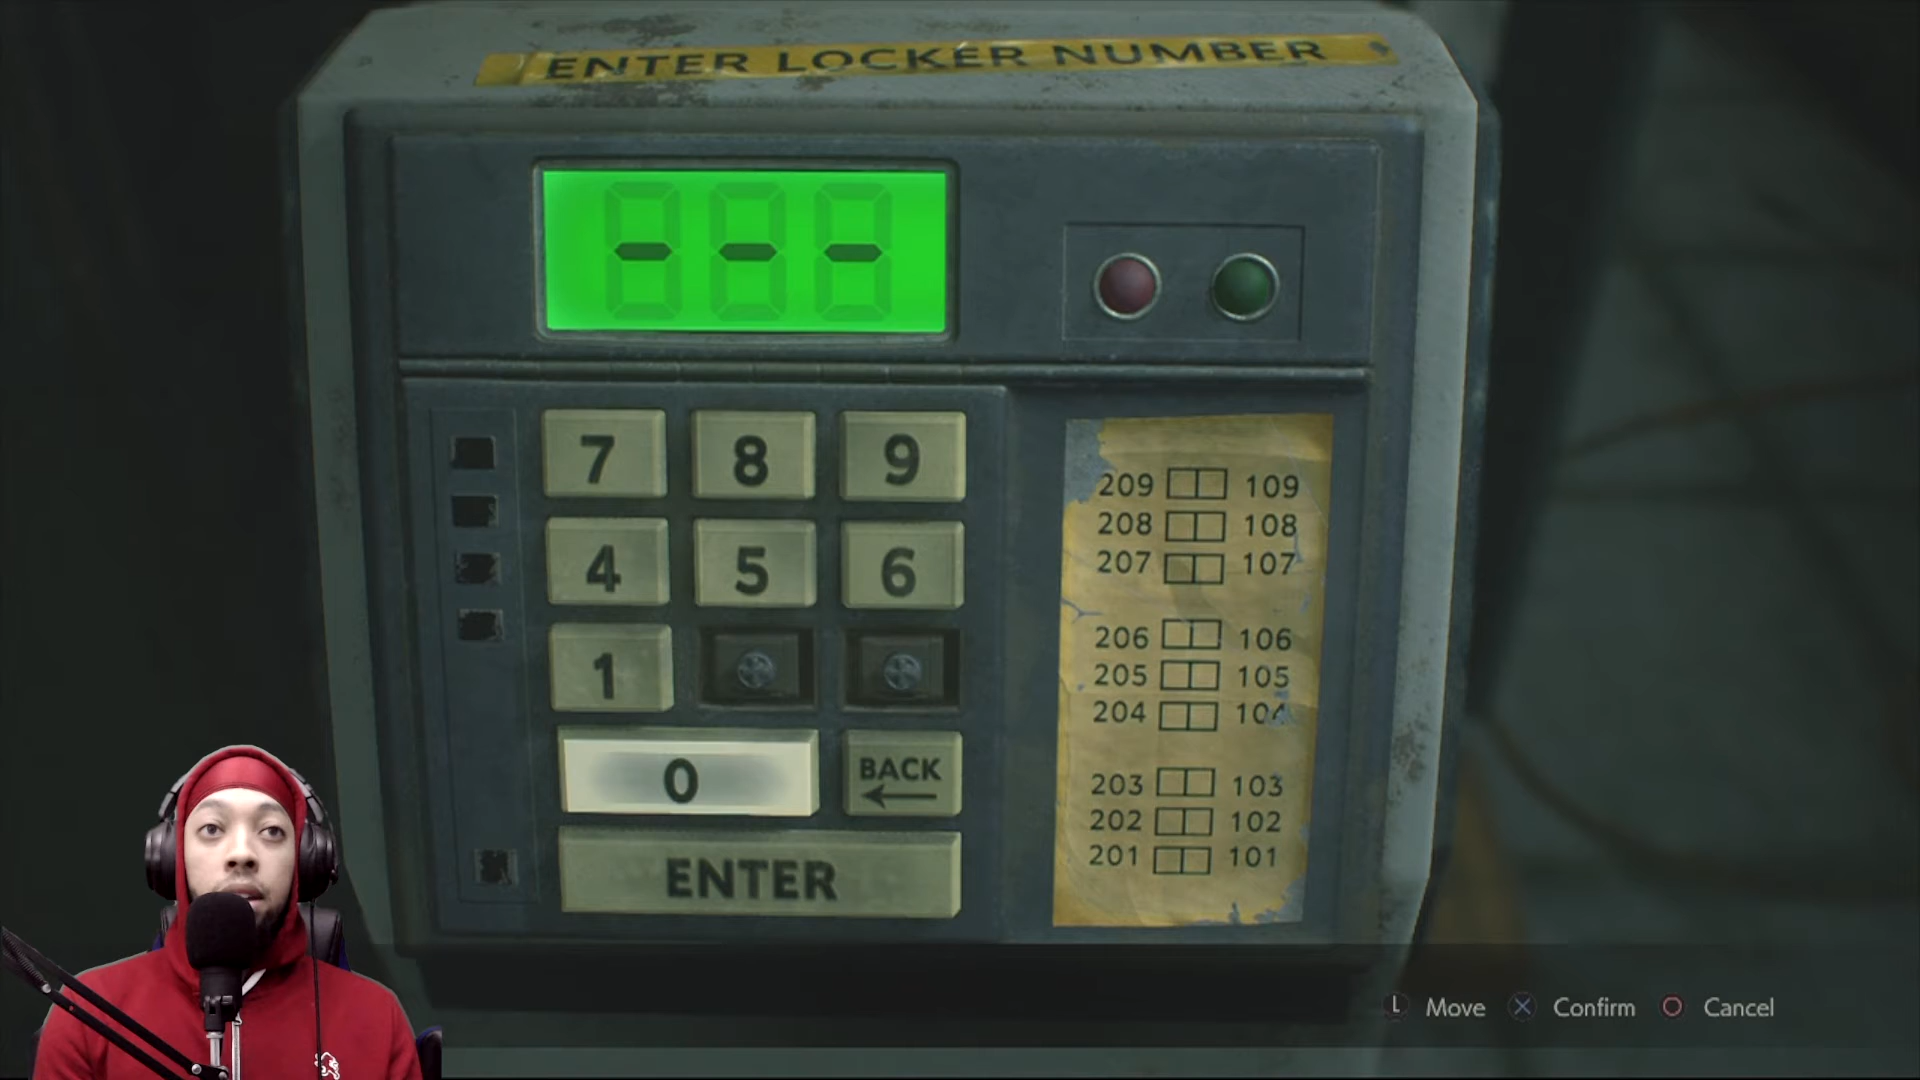 ENTER LOCKER NUMBER
7 8 9
4 5 6
1
0 BACK
ENTER
209 109
208 108
207 107
206 106
205 105
204 104
203 103
202 102
201 101
L Move Confirm Cancel